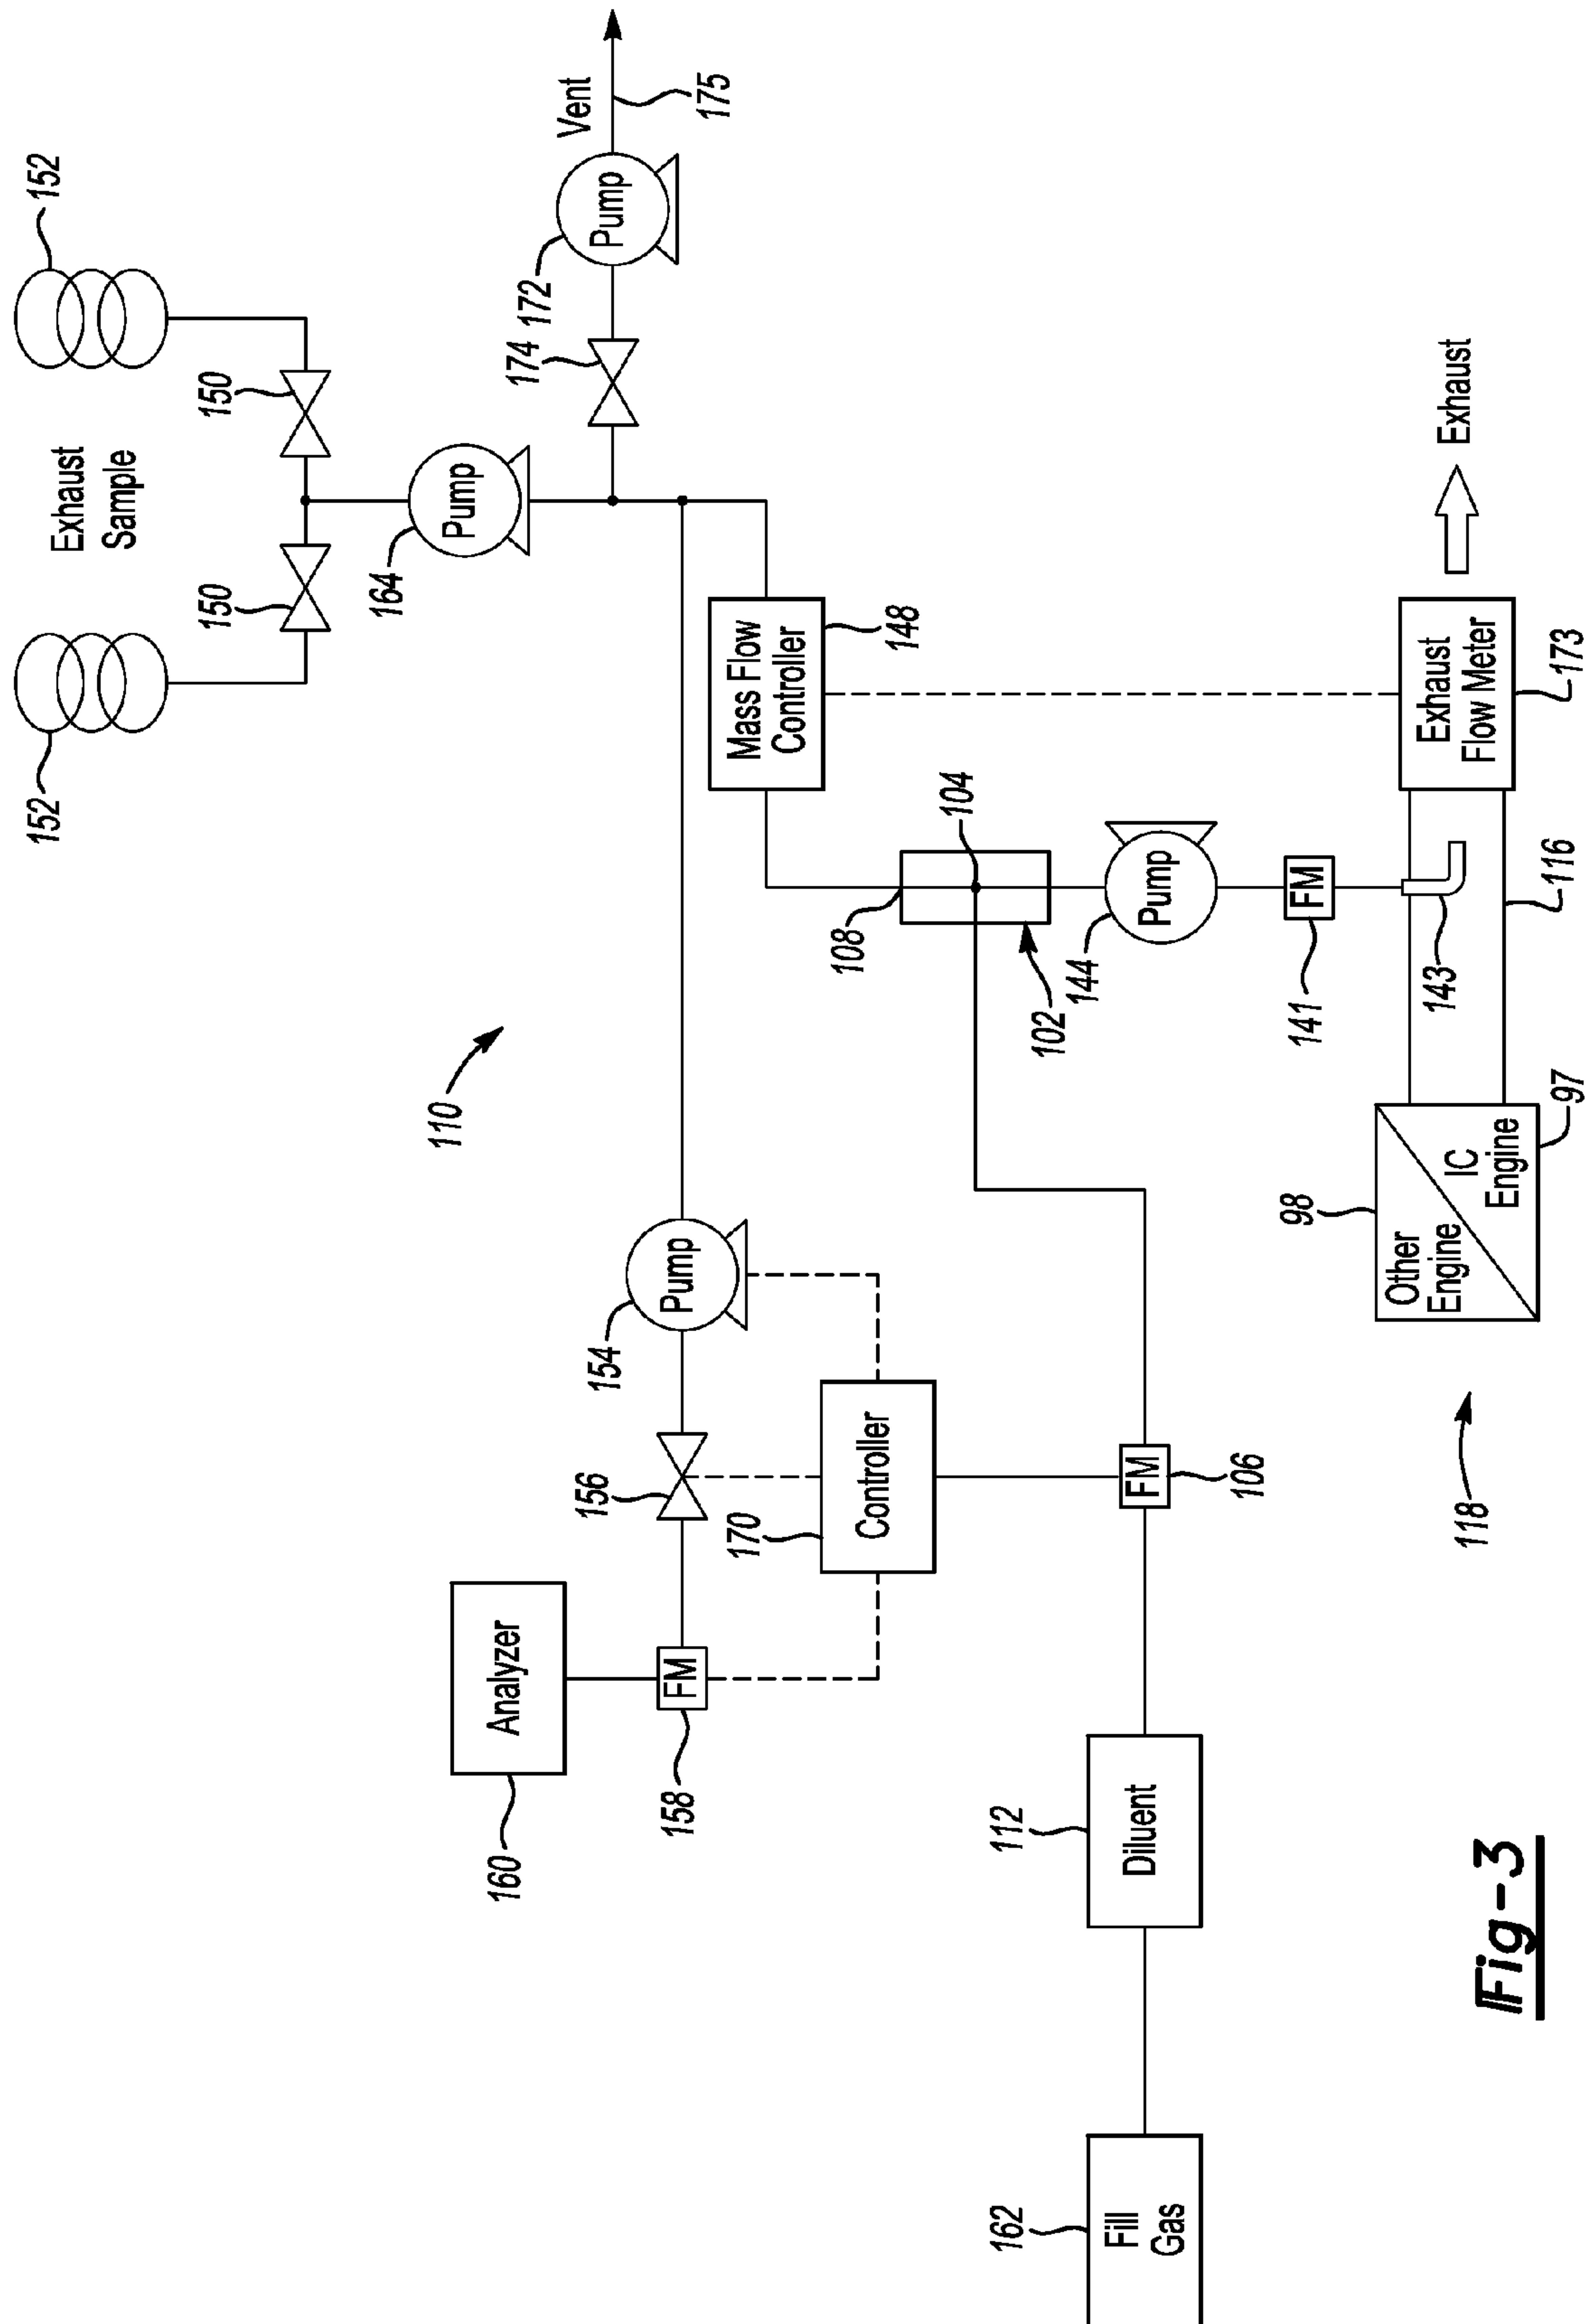 152
152
Exhaust
Sample
150
150
164
Pump
110
160
Analyzer
174
172
Vent
Pump
175
156
154
Pump
158
FM
170
Controller
Mass Flow
Controller
148
108
104
102
162
Fill
Gas
112
Diluent
FM
106
144
Pump
141
FM
98
Other
Engine
IC
Engine
97
143
116
Exhaust
Flow Meter
173
Exhaust
118
Fig-3